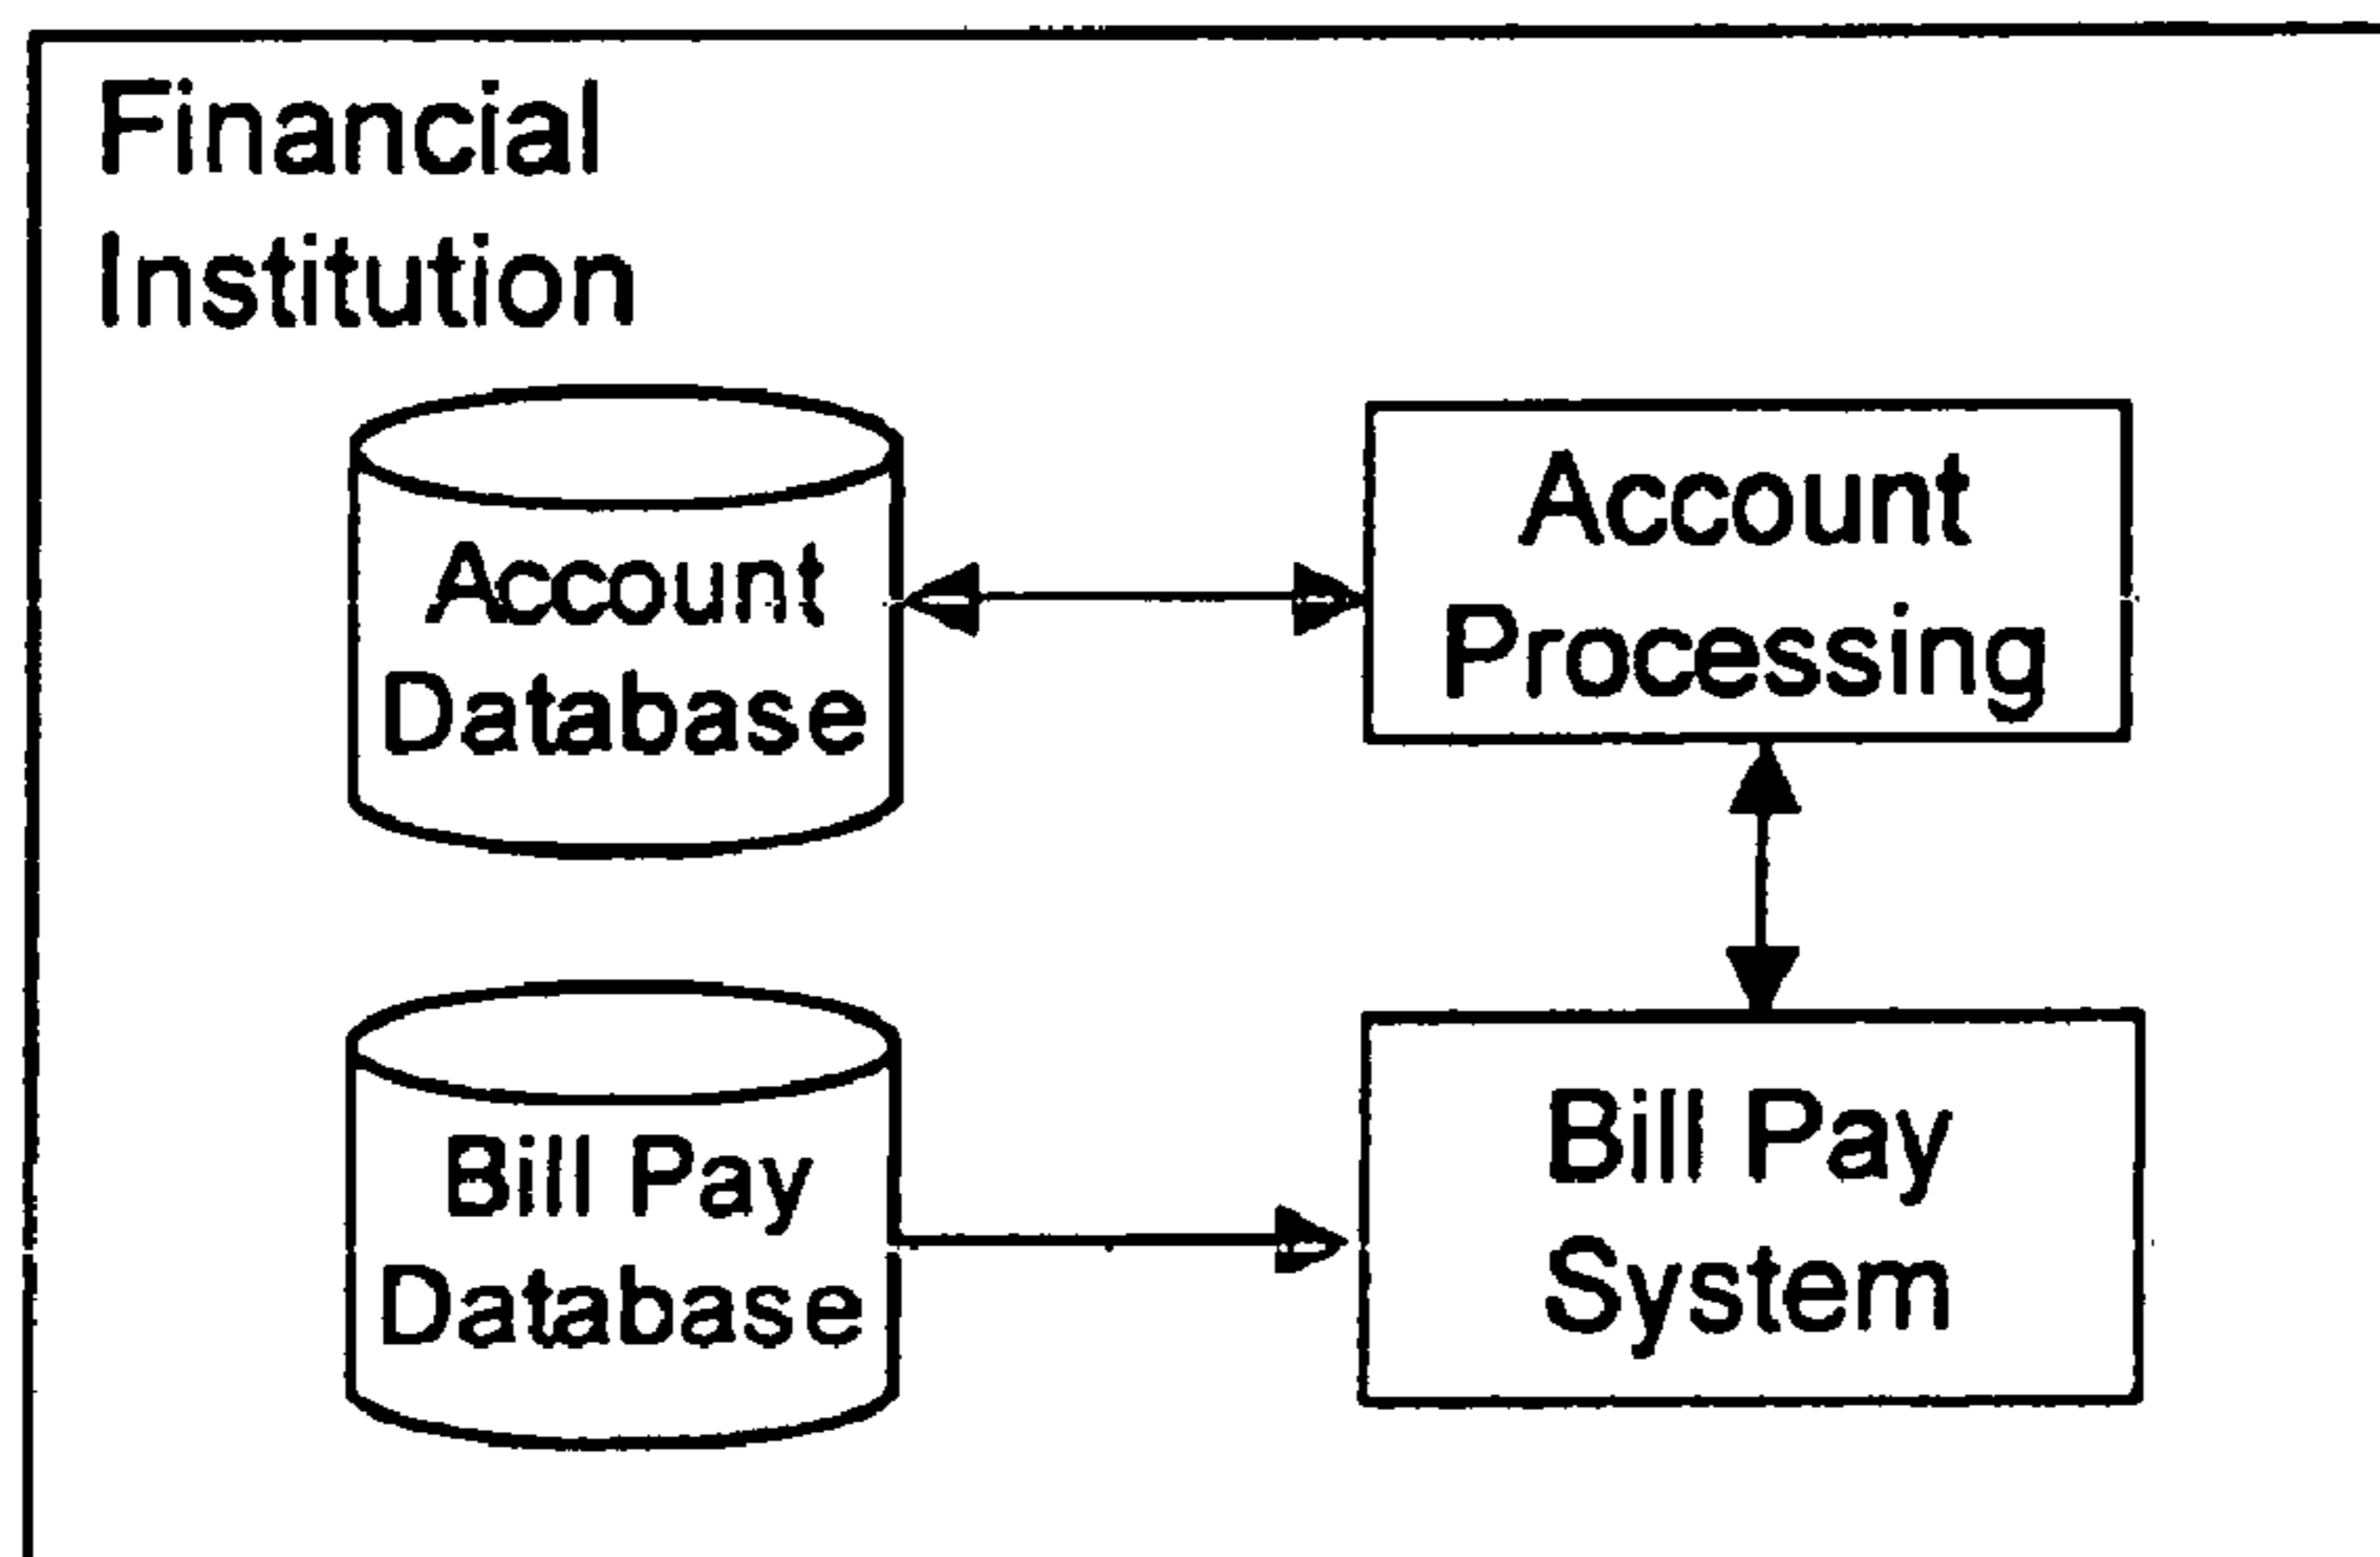 Financial
Institution
Account
Database
Account
Processing
Bill Pay
Database
Bill Pay
System